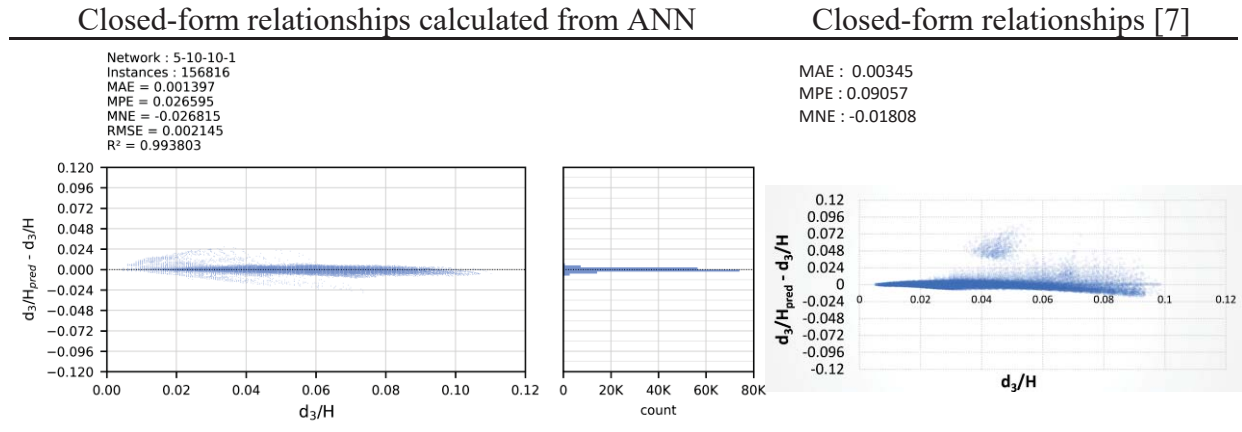 Closed-form relationships calculated from ANN
Closed-form relationships [7]
Network : 5-10-10-1
Instances : 156816
MAE = 0.001397
MPE = 0.026595
MNE = -0.026815
RMSE = 0.002145
R² = 0.993803
MAE : 0.00345
MPE : 0.09057
MNE : -0.01808
0.120
0.096
0.072
0.048
0.024
0.000
−0.024
−0.048
−0.072
−0.096
−0.120
d₃/H_pred - d₃/H
0.00 0.02 0.04 0.06 0.08 0.10 0.12
d₃/H
0 20K 40K 60K 80K
count
0.12
0.096
0.072
0.048
0.024
0
-0.024
-0.048
-0.072
-0.096
-0.12
d₃/H_pred - d₃/H
0 0.02 0.04 0.06 0.08 0.1 0.12
d₃/H